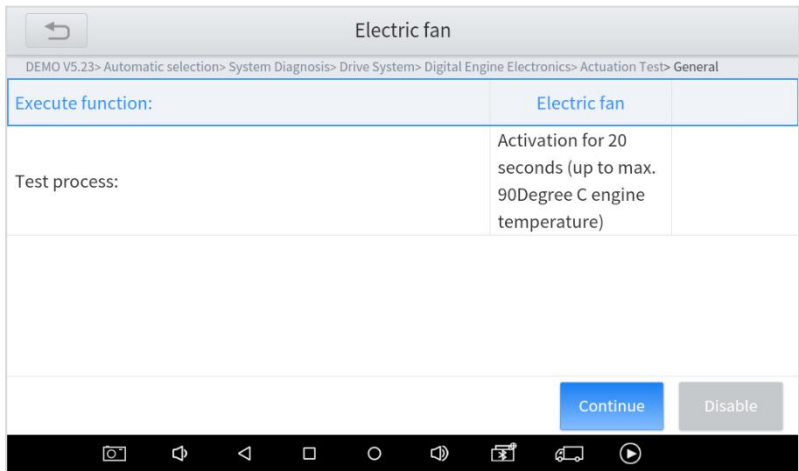 Electric fan
DEMO V5.23> Automatic selection> System Diagnosis> Drive System> Digital Engine Electronics> Actuation Test> General
Execute function:
Electric fan
Test process:
Activation for 20
seconds (up to max.
90Degree C engine
temperature)
Continue
Disable